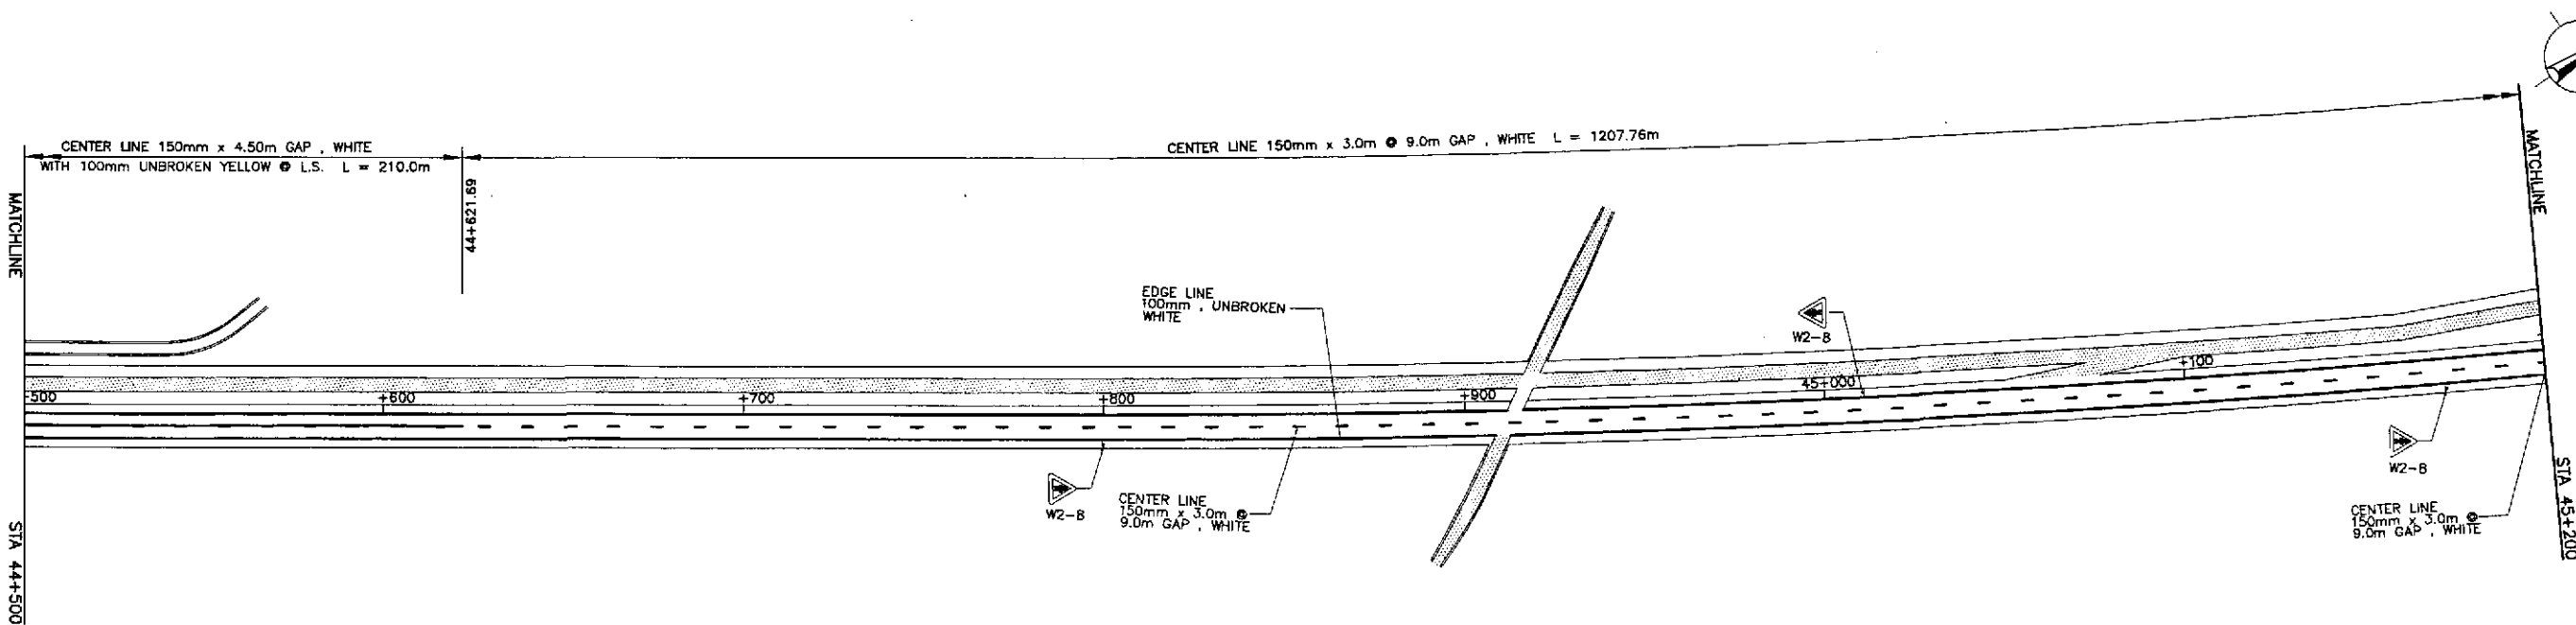 CENTER LINE 150mm x 4.50m GAP , WHITE
WITH 100mm UNBROKEN YELLOW @ L.S. L = 210.0m
44+621.69
CENTER LINE 150mm x 3.0m @ 9.0m GAP , WHITE L = 1207.76m
MATCHLINE
STA 44+500
EDGE LINE
100mm , UNBROKEN
WHITE
W2-8
-500
+600
+700
+800
+900
45+000
+100
W2-8
CENTER LINE
150mm x 3.0m @
9.0m GAP , WHITE
W2-8
CENTER LINE
150mm x 3.0m @
9.0m GAP , WHITE
MATCHLINE
STA 45+200